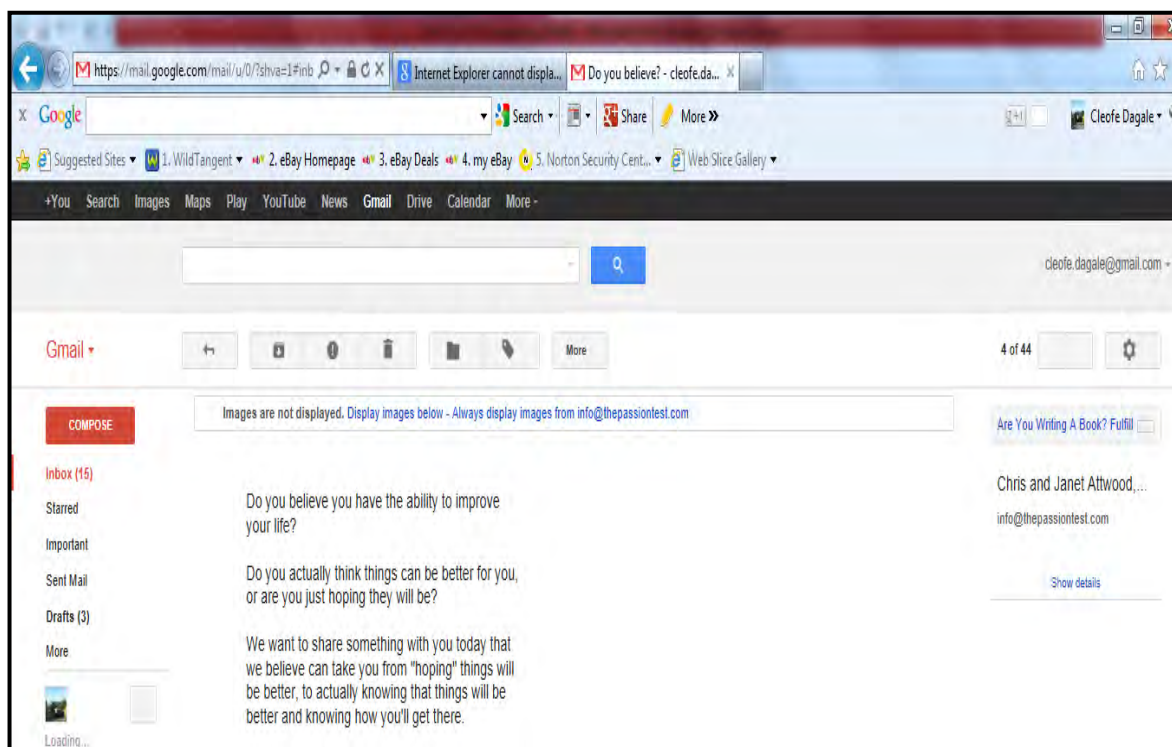 https://mail.google.com/mail/u/0/?shva=1#inb
Internet Explorer cannot displa...
Do you believe? - cleofe.da...
X Google
Search
Share
More »
g+1
Cleofe Dagale
Suggested Sites
1. WildTangent
2. eBay Homepage
3. eBay Deals
4. my eBay
5. Norton Security Cent...
Web Slice Gallery
+You Search Images Maps Play YouTube News Gmail Drive Calendar More
cleofe.dagale@gmail.com
Gmail
More
4 of 44
COMPOSE
Images are not displayed. Display images below - Always display images from info@thepassiontest.com
Inbox (15)
Starred
Important
Sent Mail
Drafts (3)
More
Loading...
Do you believe you have the ability to improve
your life?
Do you actually think things can be better for you,
or are you just hoping they will be?
We want to share something with you today that
we believe can take you from "hoping" things will
be better, to actually knowing that things will be
better and knowing how you'll get there.
Are You Writing A Book? Fulfill
Chris and Janet Attwood,...
info@thepassiontest.com
Show details